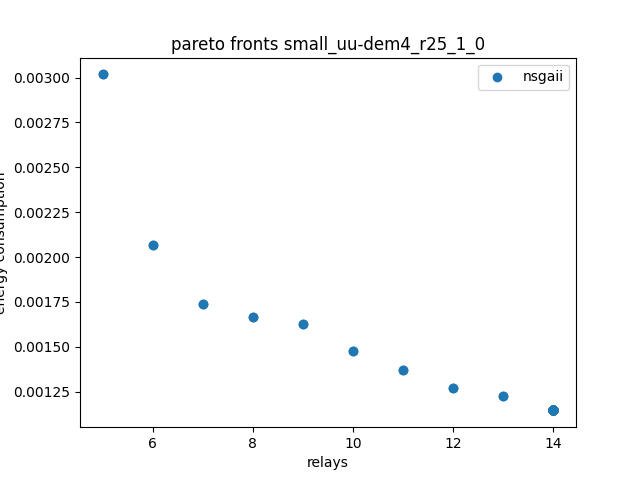 pareto fronts small_uu-dem4_r25_1_0
nsgaii
0.00300
0.00275
0.00250
0.00225
0.00200
0.00175
0.00150
0.00125
energy consumption
6 8 10 12 14
relays